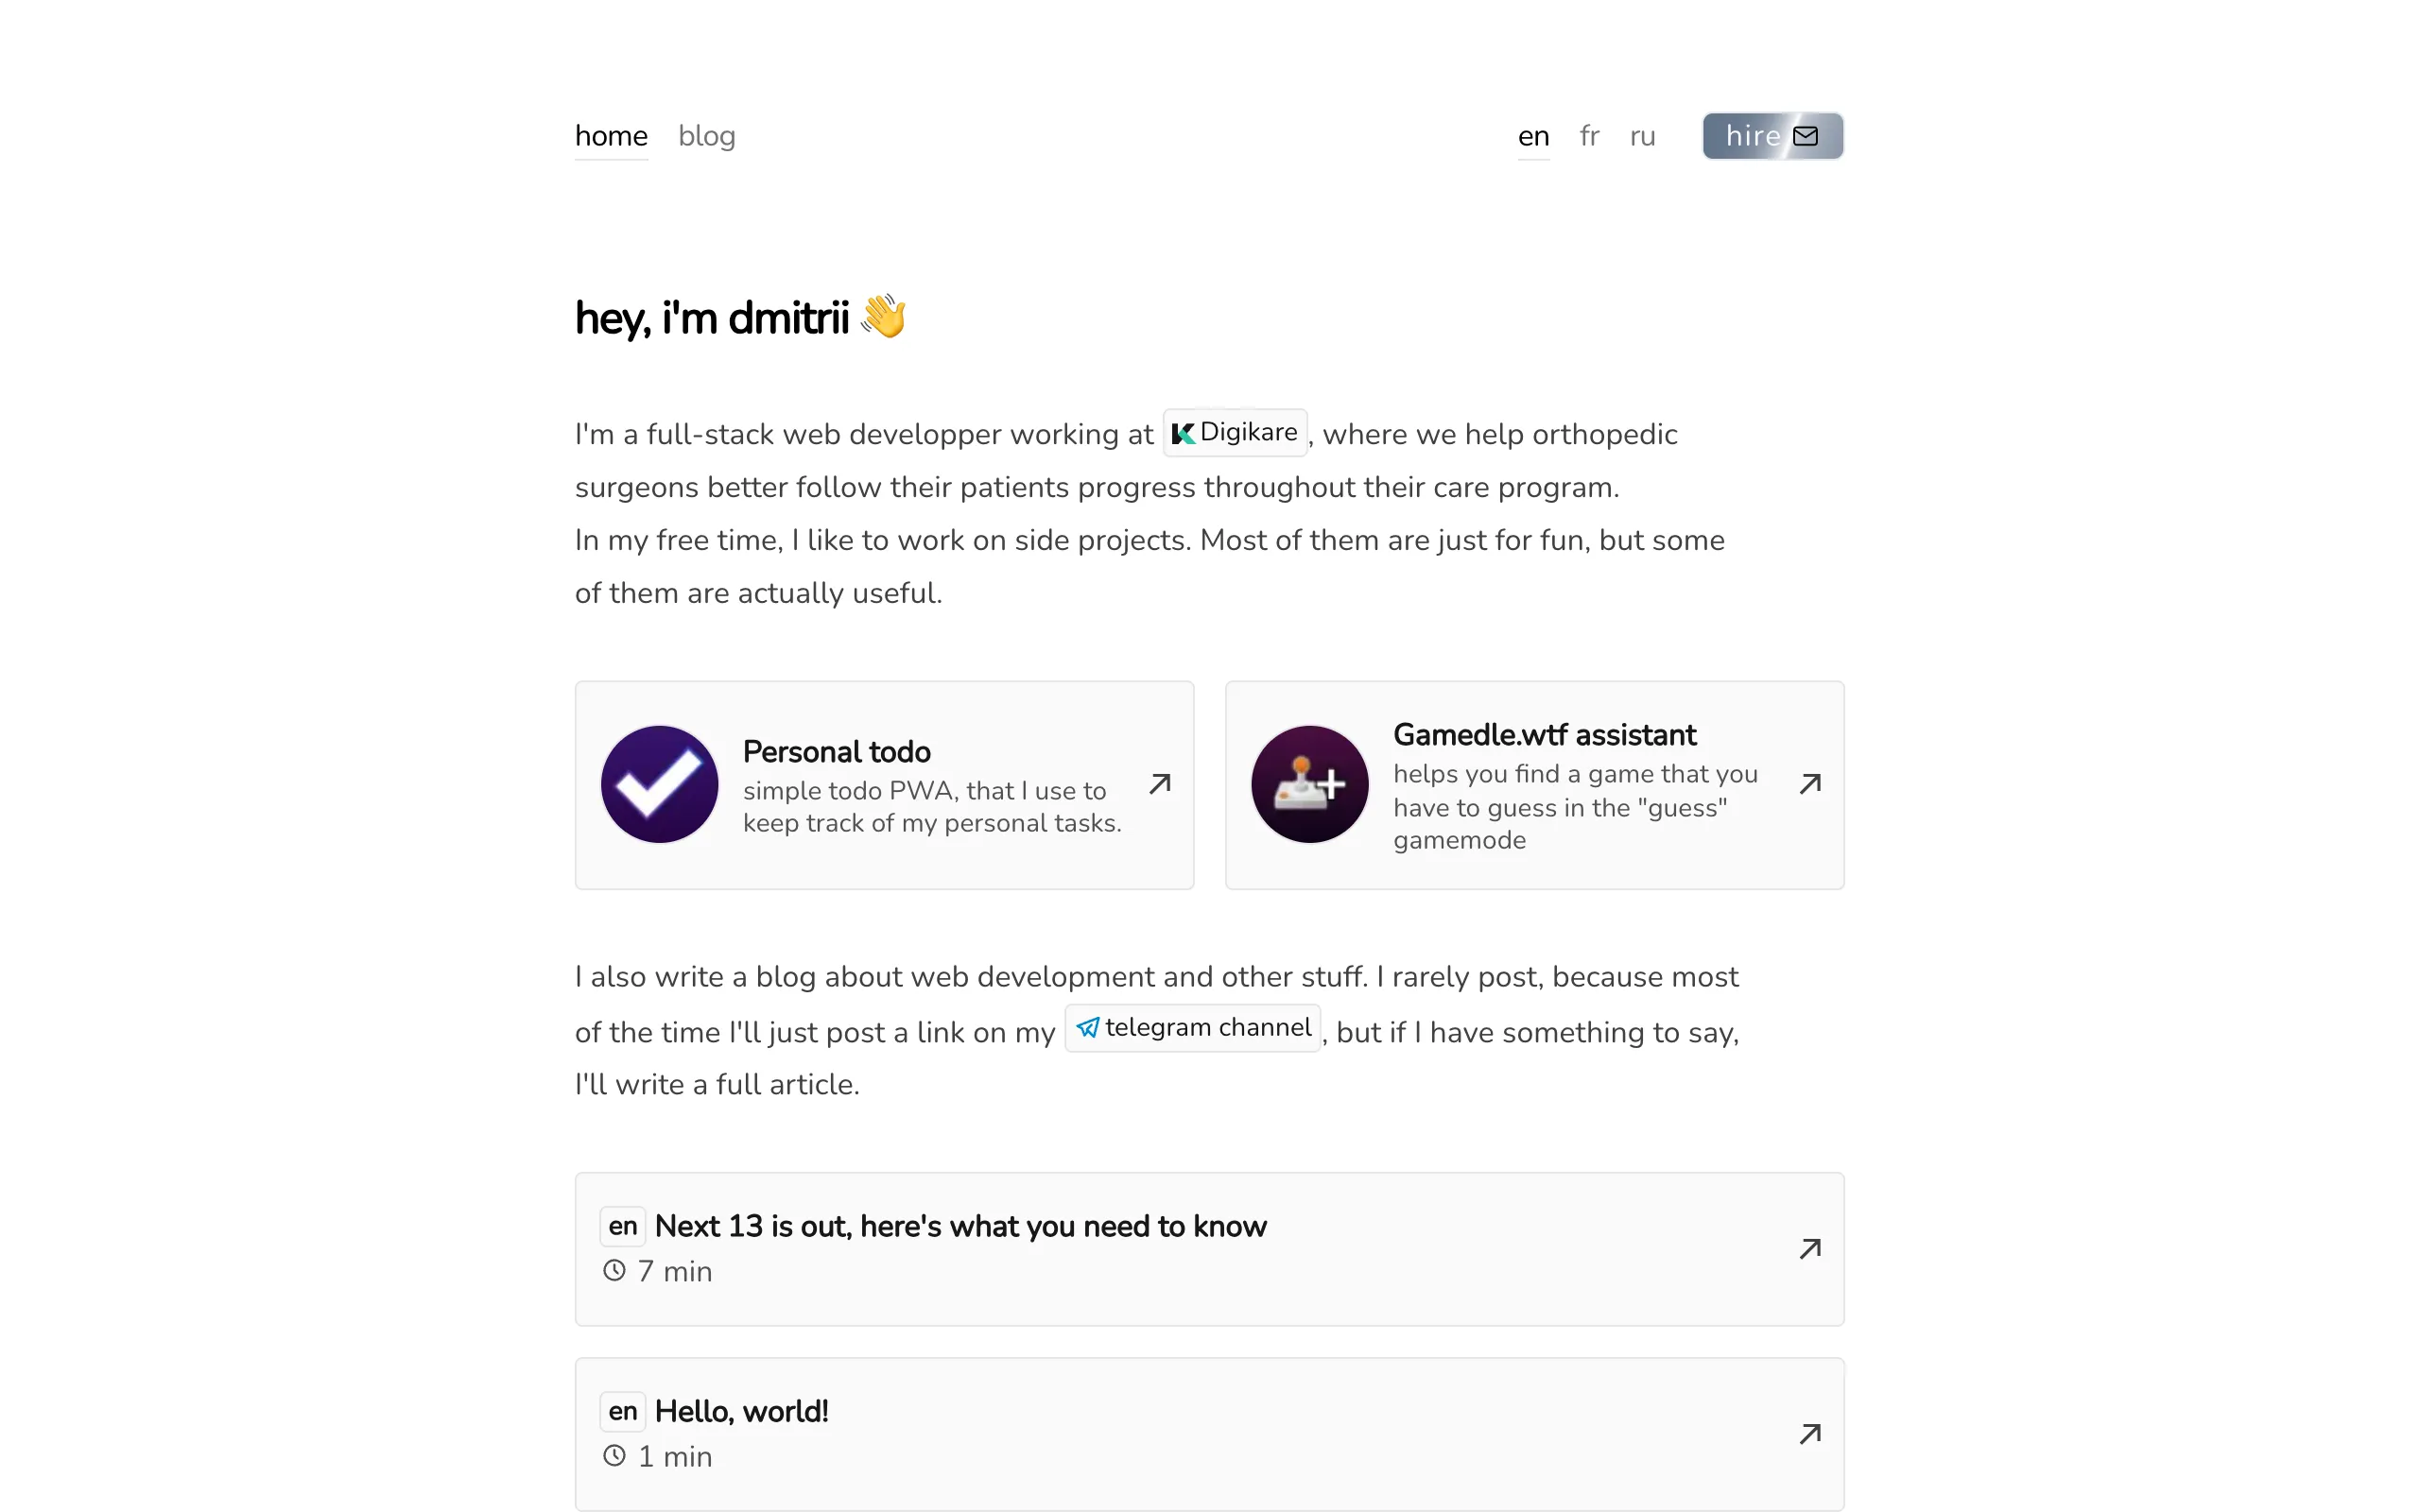 home blog en fr ru hire
hey, i'm dmitrii 👋
I'm a full-stack web developper working at Digikare, where we help orthopedic
surgeons better follow their patients progress throughout their care program.
In my free time, I like to work on side projects. Most of them are just for fun, but some
of them are actually useful.
Personal todo
simple todo PWA, that I use to
keep track of my personal tasks.
Gamedle.wtf assistant
helps you find a game that you
have to guess in the "guess"
gamemode
I also write a blog about web development and other stuff. I rarely post, because most
of the time I'll just post a link on my telegram channel, but if I have something to say,
I'll write a full article.
en Next 13 is out, here's what you need to know
7 min
en Hello, world!
1 min